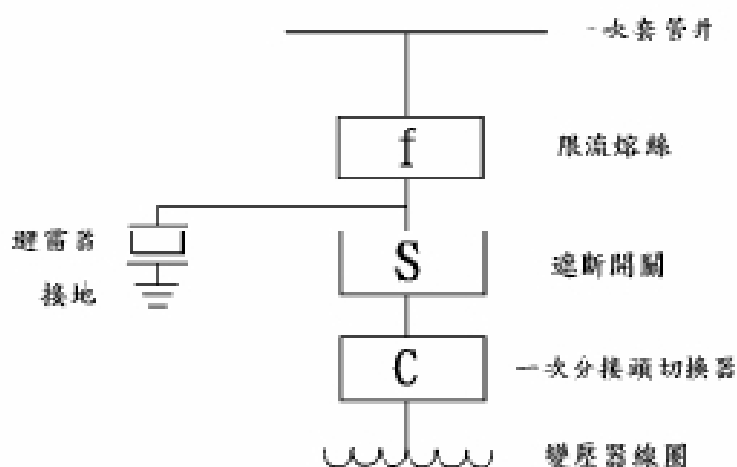 一次套管井
f
限流熔絲
避雷器
S
遮斷開關
接地
C
一次分接頭切換器
變壓器線圈